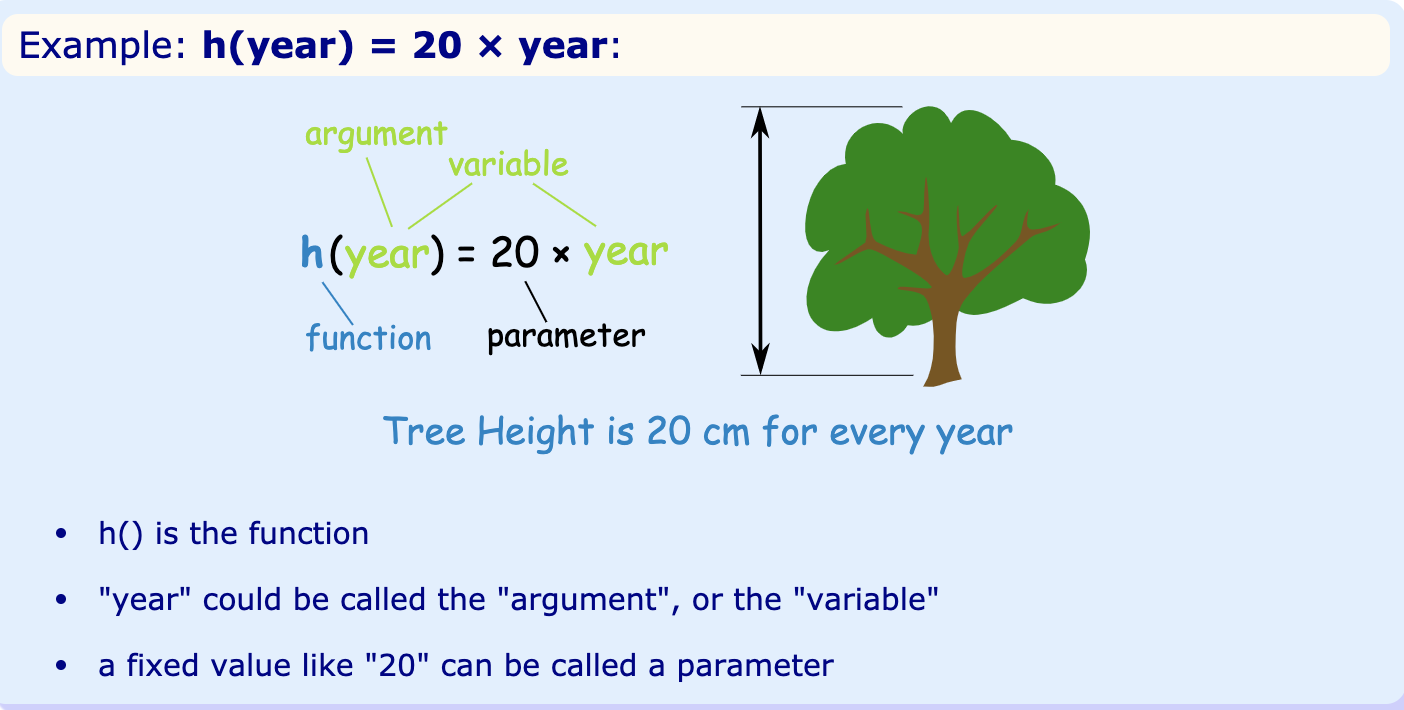 Example: h(year) = 20 × year:
argument
variable
h(year) = 20 × year
function
parameter
Tree Height is 20 cm for every year
• h() is the function
• "year" could be called the "argument", or the "variable"
• a fixed value like "20" can be called a parameter